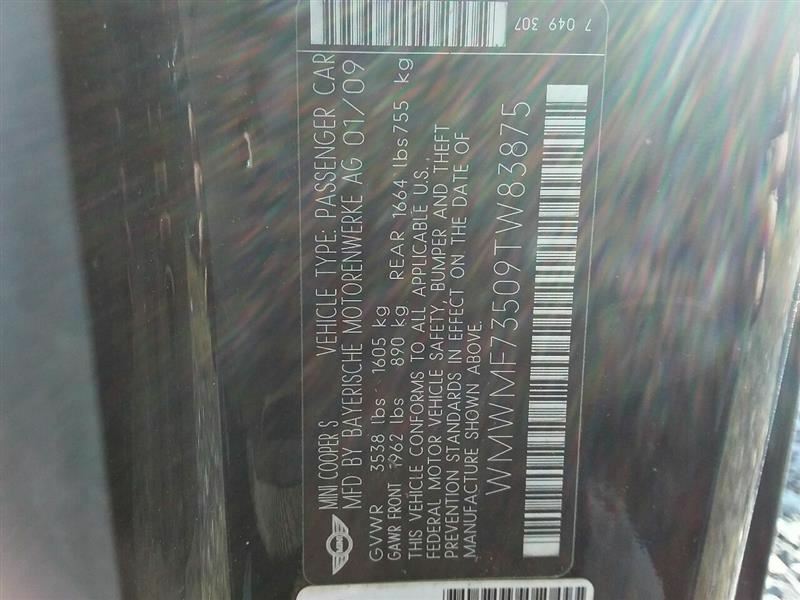 MINI
MINI COOPER S VEHICLE TYPE: PASSENGER CAR
MFD BY BAYERISCHE MOTORENWERKE AG 01/09
GVWR 3538 lbs 1605 kg
GAWR FRONT 1962 lbs 890 kg REAR 1664 lbs 755 kg
THIS VEHICLE CONFORMS TO ALL APPLICABLE U.S.
FEDERAL MOTOR VEHICLE SAFETY, BUMPER AND THEFT
PREVENTION STANDARDS IN EFFECT ON THE DATE OF
MANUFACTURE SHOWN ABOVE.
WMWMF73509TW83875
7 049 307